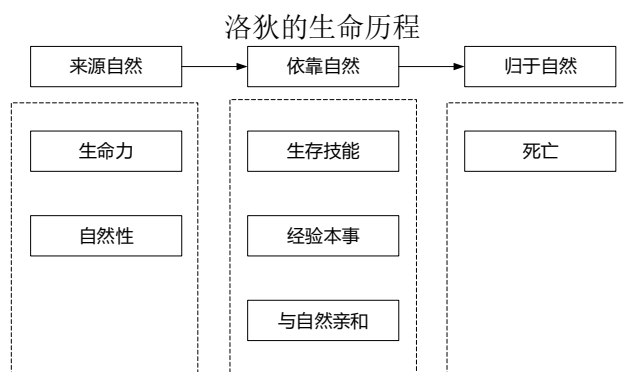 洛狄的生命历程
来源自然
依靠自然
归于自然
生命力
自然性
生存技能
经验本事
与自然亲和
死亡